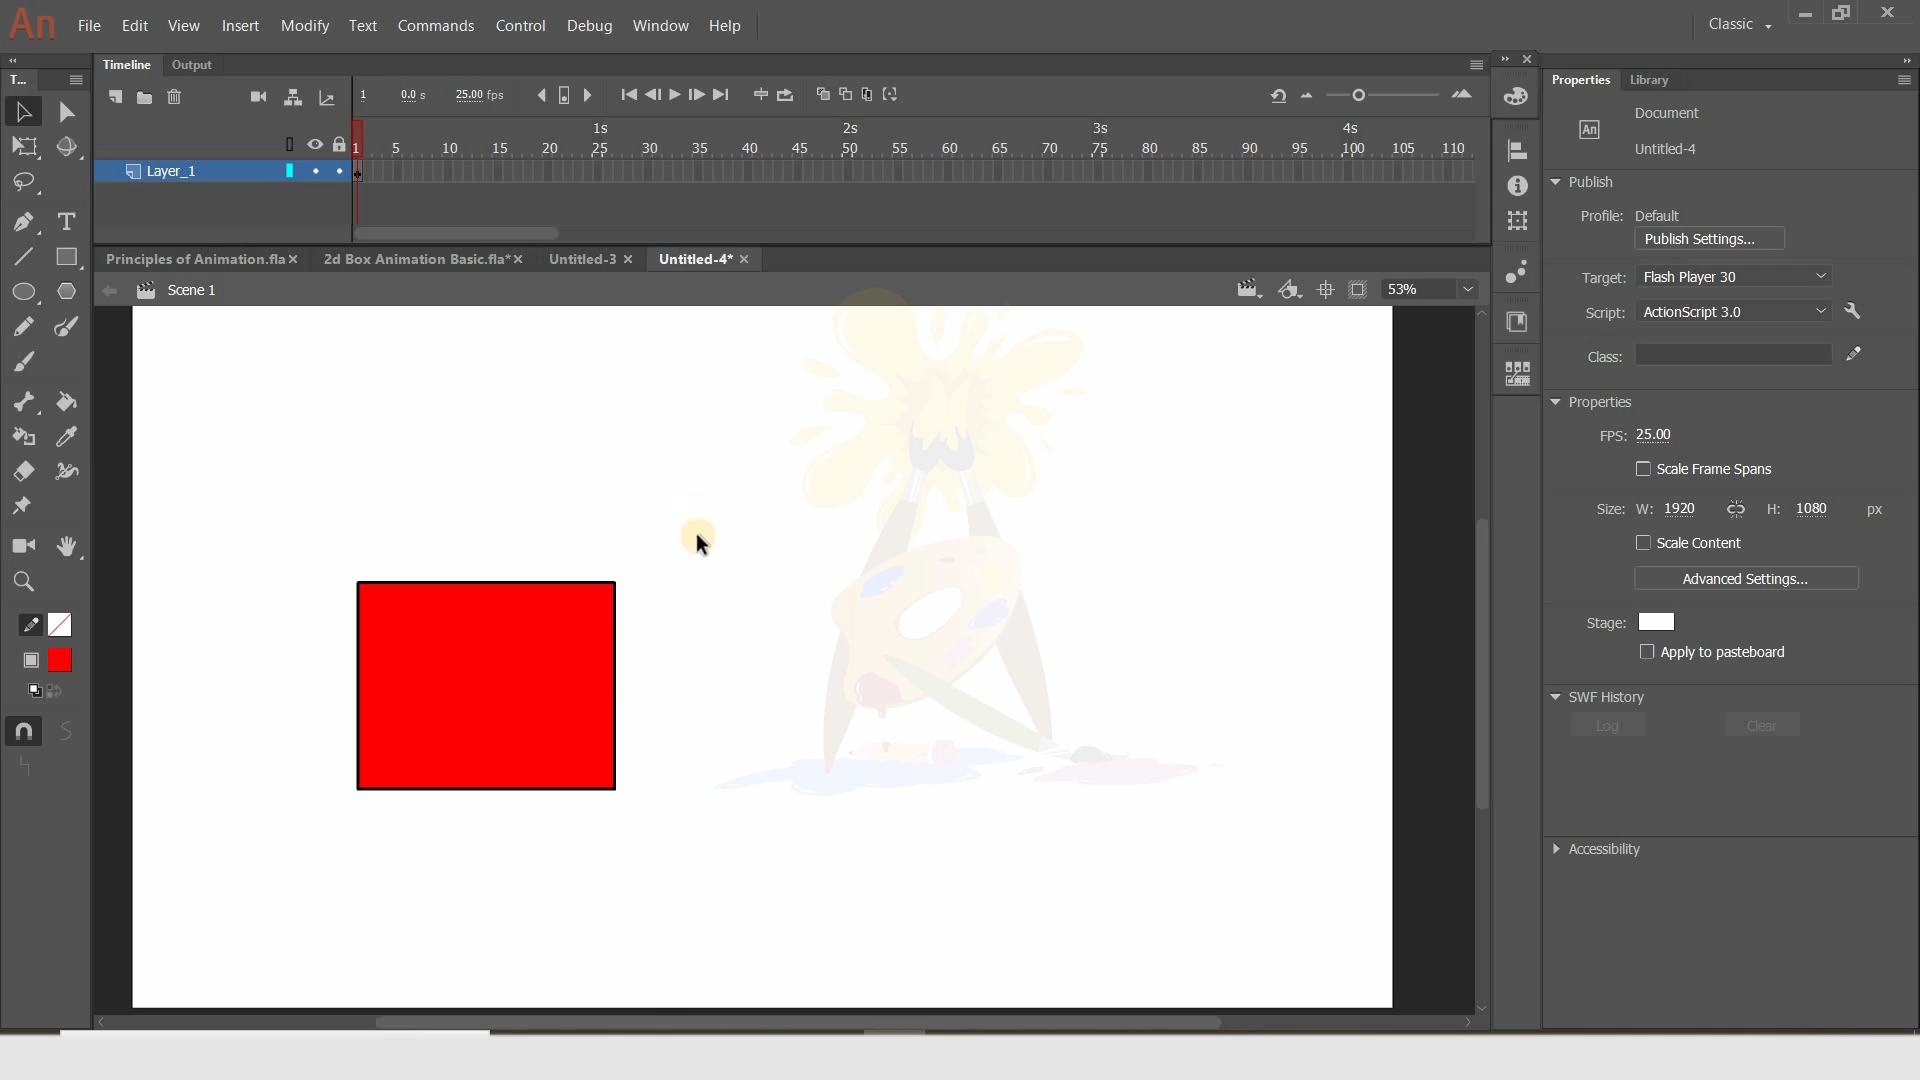 An File Edit View Insert Modify Text Commands Control Debug Window Help Classic
T... Timeline Output Properties Library
1 0.0 s 25.00 fps
Document
An Untitled-4
1s 2s 3s 4s
1 5 10 15 20 25 30 35 40 45 50 55 60 65 70 75 80 85 90 95 100 105 110
Layer_1
Publish
Profile: Default
Publish Settings...
Principles of Animation.fla 2d Box Animation Basic.fla* Untitled-3 Untitled-4*
Target: Flash Player 30
Scene 1 53%
Script: ActionScript 3.0
Class:
Properties
FPS: 25.00
Scale Frame Spans
Size: W: 1920 H: 1080 px
Scale Content
Advanced Settings...
Stage:
Apply to pasteboard
SWF History
Log Clear
Accessibility